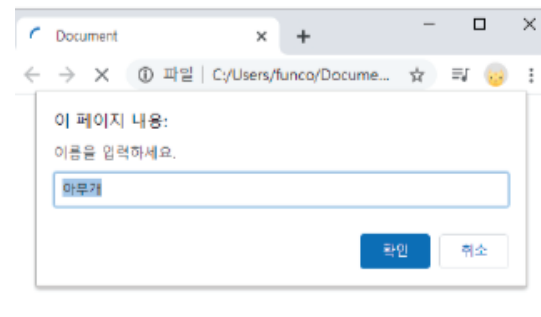 Document
파일 | C:/Users/funco/Docume...
이 페이지 내용:
이름을 입력하세요.
아무개
확인
취소